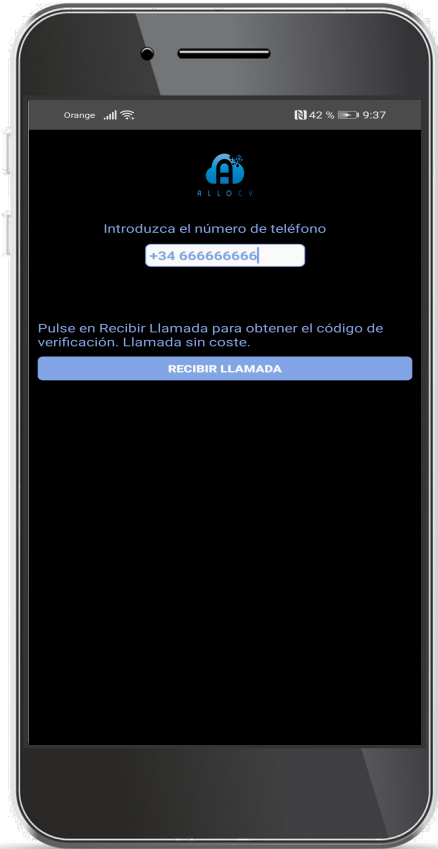 Orange
42 % 9:37
ALLOCV
Introduzca el número de teléfono
+34 666666666
Pulse en Recibir Llamada para obtener el código de
verificación. Llamada sin coste.
RECIBIR LLAMADA